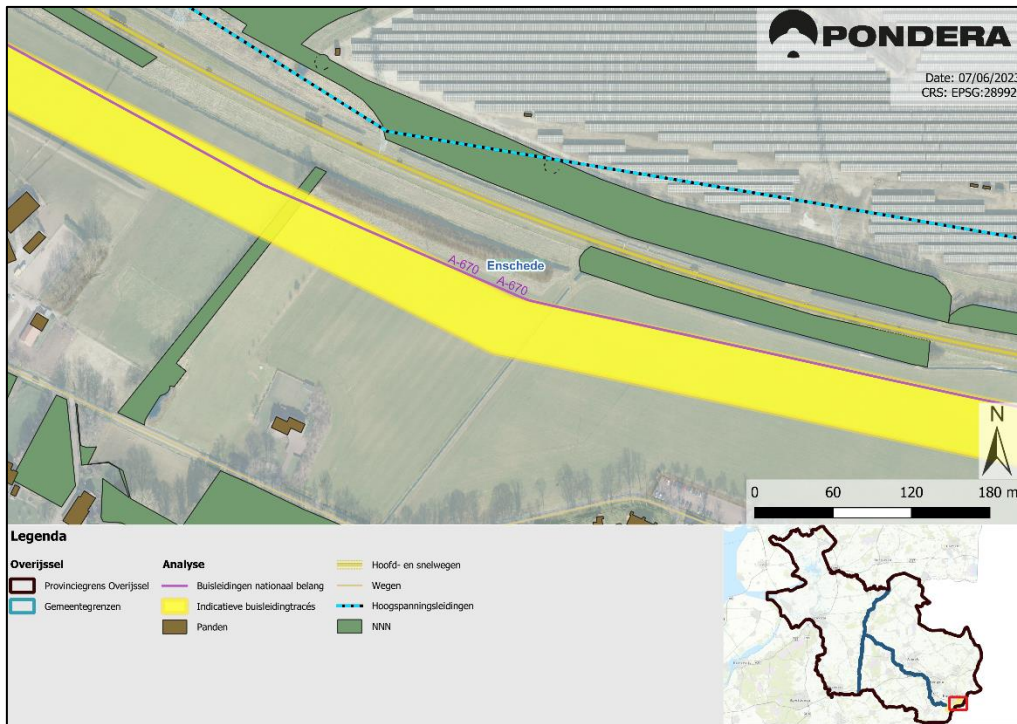 PONDERA
Date: 07/06/2023
CRS: EPSG:28992
Enschede
A-670
A-670
N
0 60 120 180 m
Legenda
Overijssel
Provinciegrens Overijssel
Gemeentegrenzen
Analyse
Buisleidingen nationaal belang
Indicatieve buisleidingtracés
Panden
Hoofd- en snelwegen
Wegen
Hoogspanningsleidingen
NNN